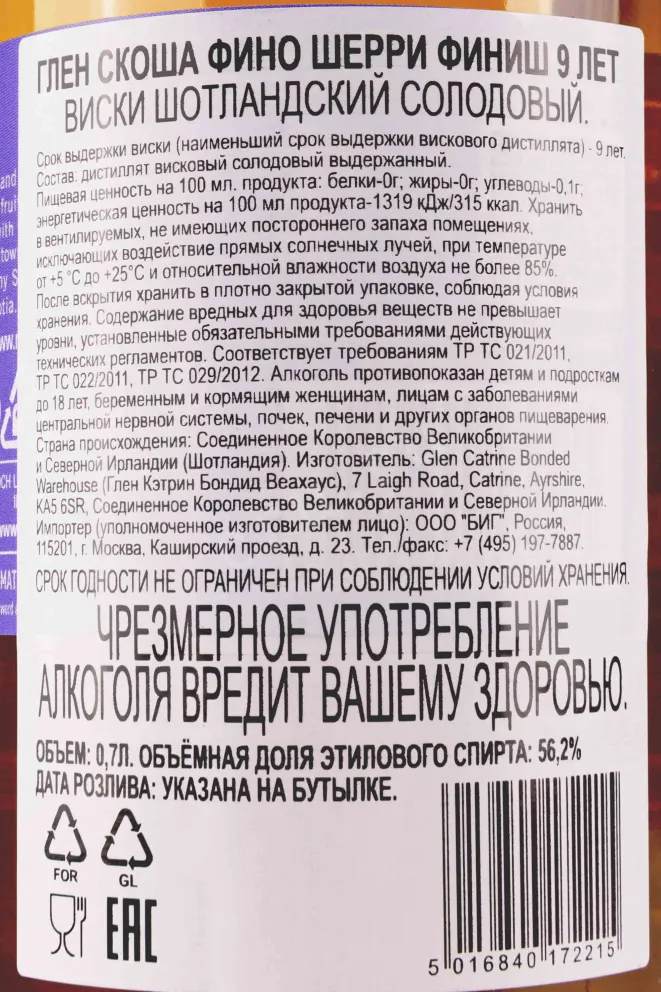 ГЛЕН СКОША ФИНО ШЕРРИ ФИНИШ 9 ЛЕТ
ВИСКИ ШОТЛАНДСКИЙ СОЛОДОВЫЙ.
Срок выдержки виски (наименьший срок выдержки вискового дистиллята) - 9 лет.
Состав: дистиллят висковый солодовый выдержанный.
Пищевая ценность на 100 мл. продукта: белки-0г; жиры-0г; углеводы-0,1г;
энергетическая ценность на 100 мл продукта-1319 кДж/315 ккал. Хранить
в вентилируемых, не имеющих постороннего запаха помещениях,
исключающих воздействие прямых солнечных лучей, при температуре
от +5 °С до +25°С и относительной влажности воздуха не более 85%.
После вскрытия хранить в плотно закрытой упаковке, соблюдая условия
хранения. Содержание вредных для здоровья веществ не превышает
уровни, установленные обязательными требованиями действующих
технических регламентов. Соответствует требованиям ТР ТС 021/2011,
ТР ТС 022/2011, ТР ТС 029/2012. Алкоголь противопоказан детям и подросткам
до 18 лет, беременным и кормящим женщинам, лицам с заболеваниями
центральной нервной системы, почек, печени и других органов пищеварения.
Страна происхождения: Соединенное Королевство Великобритании
и Северной Ирландии (Шотландия). Изготовитель: Glen Catrine Bonded
Warehouse (Глен Кэтрин Бондид Веахаус), 7 Laigh Road, Catrine, Ayrshire,
KA5 6SR, Соединенное Королевство Великобритании и Северной Ирландии.
Импортер (уполномоченное изготовителем лицо): ООО "БИГ", Россия,
115201, г. Москва, Каширский проезд, д. 23. Тел./факс: +7 (495) 197-7887.
СРОК ГОДНОСТИ НЕ ОГРАНИЧЕН ПРИ СОБЛЮДЕНИИ УСЛОВИЙ ХРАНЕНИЯ.
ЧРЕЗМЕРНОЕ УПОТРЕБЛЕНИЕ
АЛКОГОЛЯ ВРЕДИТ ВАШЕМУ ЗДОРОВЬЮ.
ОБЪЕМ: 0,7Л. ОБЪЁМНАЯ ДОЛЯ ЭТИЛОВОГО СПИРТА: 56,2%
ДАТА РОЗЛИВА: УКАЗАНА НА БУТЫЛКЕ.
FOR GL
EAC
5 016840 172215